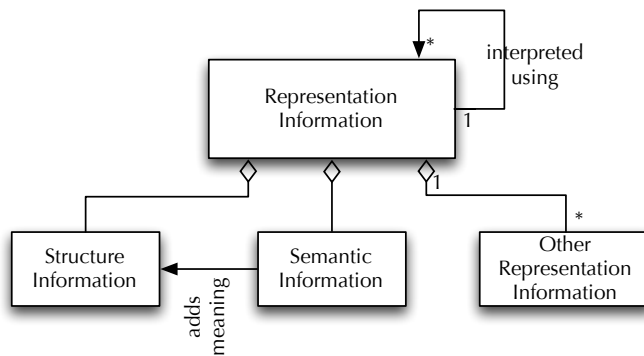 *
interpreted
using
Representation
Information
1
1
*
Structure
Information
Semantic
Information
Other
Representation
Information
adds
meaning